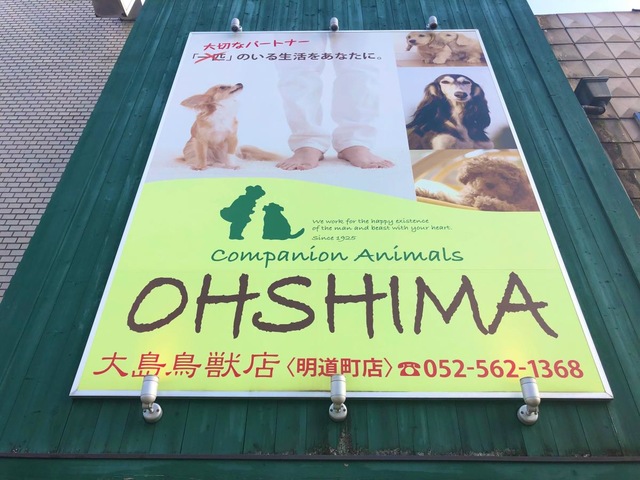 大切なパートナー
「一匹」のいる生活をあなたに。
We work for the happy existence
of the man and beast with your heart.
Since 1925
Companion Animals
OHSHIMA
大島鳥獣店〈明道町店〉☎052-562-1368